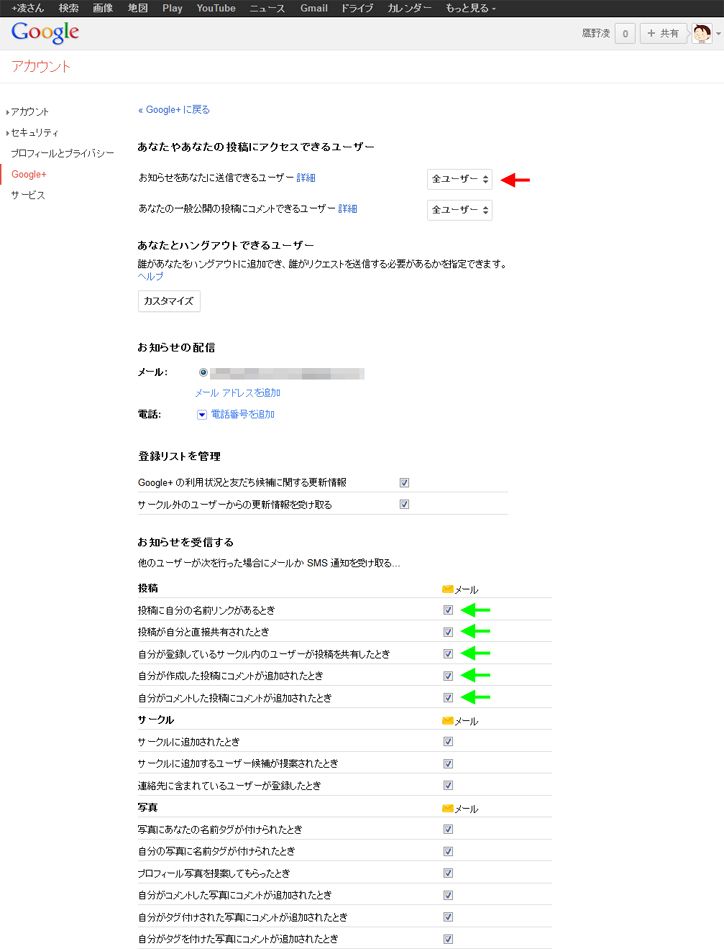 +凌さん 検索 画像 地図 Play YouTube ニュース Gmail ドライブ カレンダー もっと見る
Google
鷹野凌 0 + 共有
アカウント
アカウント
セキュリティ
プロフィールとプライバシー
Google+
サービス
« Google+ に戻る
あなたやあなたの投稿にアクセスできるユーザー
お知らせをあなたに送信できるユーザー 詳細 全ユーザー
あなたの一般公開の投稿にコメントできるユーザー 詳細 全ユーザー
あなたとハングアウトできるユーザー
誰があなたをハングアウトに追加でき、誰がリクエストを送信する必要があるかを指定できます。
ヘルプ
カスタマイズ
お知らせの配信
メール:
メール アドレスを追加
電話: 電話番号を追加
登録リストを管理
Google+ の利用状況と友だち候補に関する更新情報
サークル外のユーザーからの更新情報を受け取る
お知らせを受信する
他のユーザーが次を行った場合にメールか SMS 通知を受け取る...
投稿 メール
投稿に自分の名前リンクがあるとき
投稿が自分と直接共有されたとき
自分が登録しているサークル内のユーザーが投稿を共有したとき
自分が作成した投稿にコメントが追加されたとき
自分がコメントした投稿にコメントが追加されたとき
サークル メール
サークルに追加されたとき
サークルに追加するユーザー候補が提案されたとき
連絡先に含まれているユーザーが登録したとき
写真 メール
写真にあなたの名前タグが付けられたとき
自分の写真に名前タグが付けられたとき
プロフィール写真を提案してもらったとき
自分がコメントした写真にコメントが追加されたとき
自分がタグ付けされた写真にコメントが追加されたとき
自分がタグを付けた写真にコメントが追加されたとき